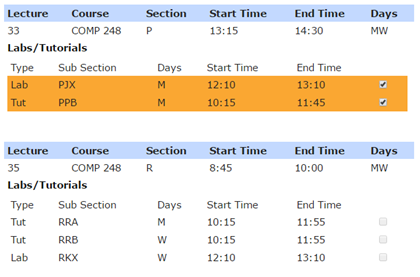 Lecture Course Section Start Time End Time Days
33 COMP 248 P 13:15 14:30 MW
Labs/Tutorials
Type Sub Section Days Start Time End Time
Lab PJX M 12:10 13:10
Tut PPB M 10:15 11:45
Lecture Course Section Start Time End Time Days
35 COMP 248 R 8:45 10:00 MW
Labs/Tutorials
Type Sub Section Days Start Time End Time
Tut RRA M 10:15 11:55
Tut RRB W 10:15 11:55
Lab RKX W 12:10 13:10